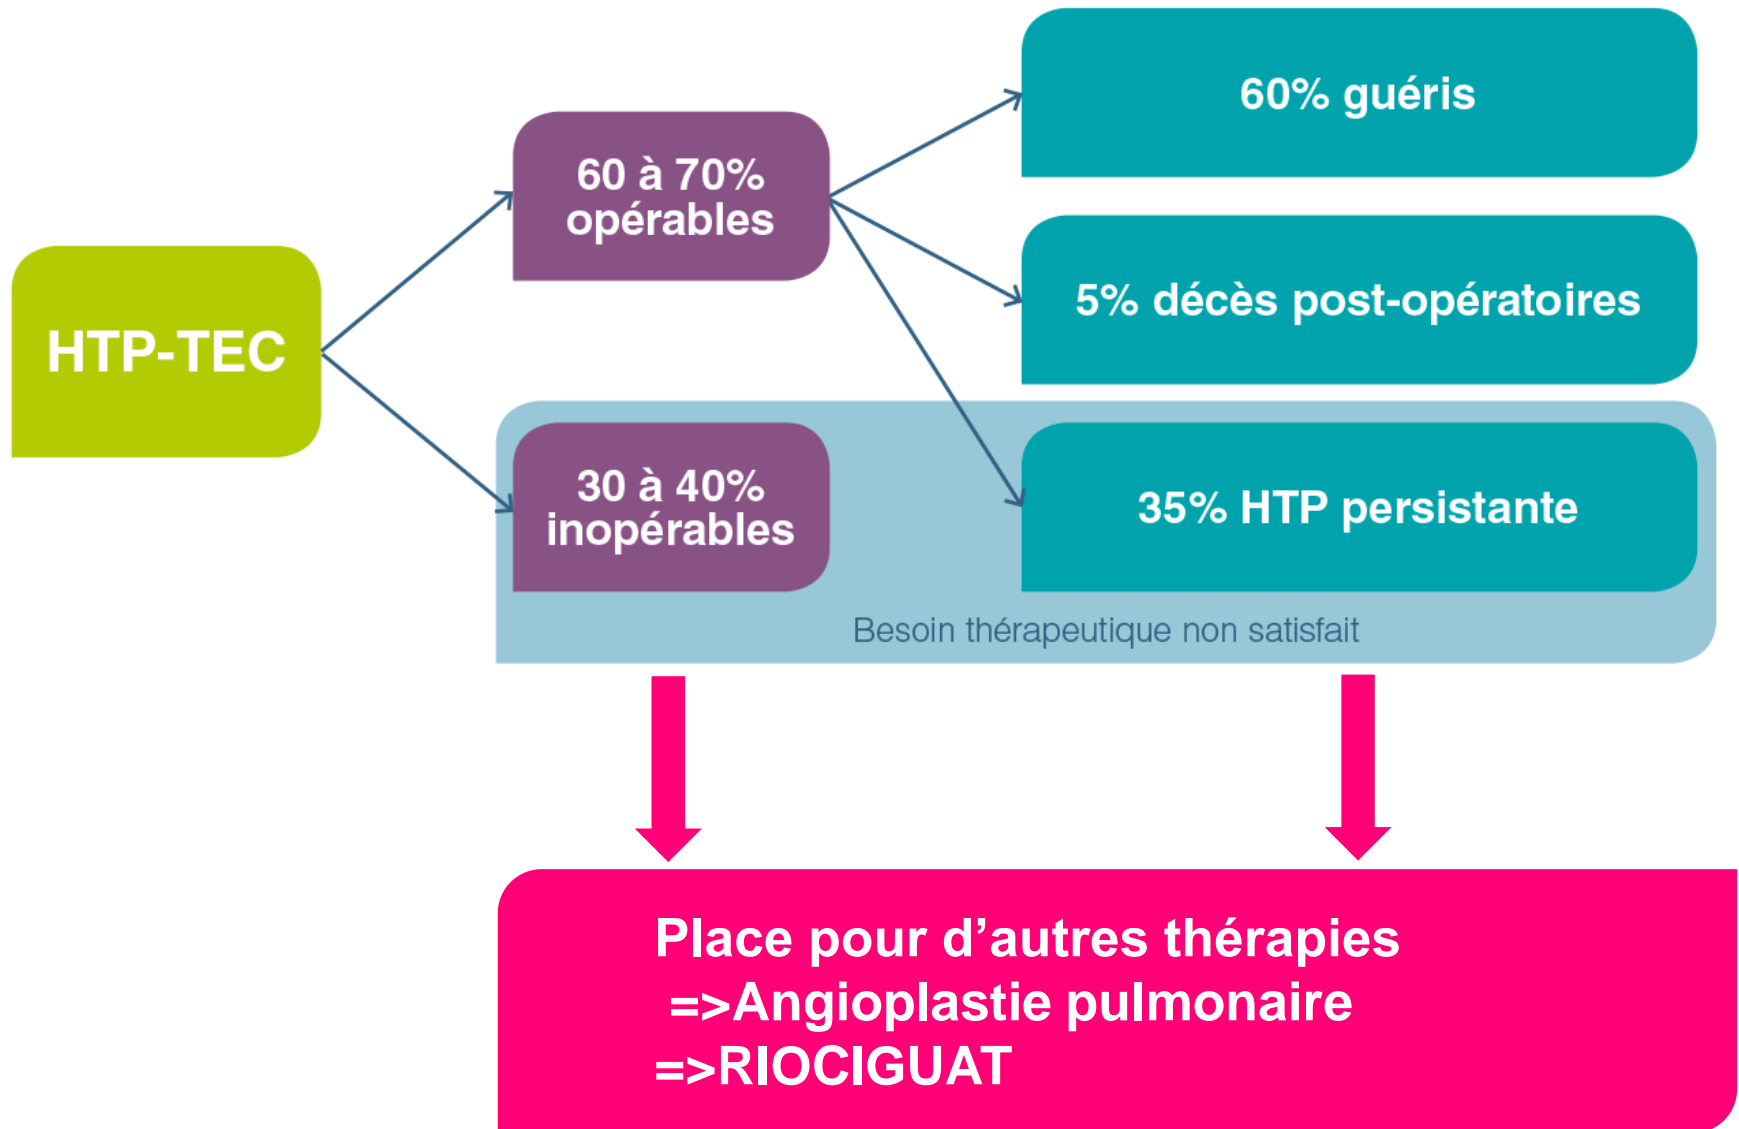 HTP-TEC
60 à 70%
opérables
30 à 40%
inopérables
60% guéris
5% décès post-opératoires
35% HTP persistante
Besoin thérapeutique non satisfait
Place pour d’autres thérapies
=>Angioplastie pulmonaire
=>RIOCIGUAT